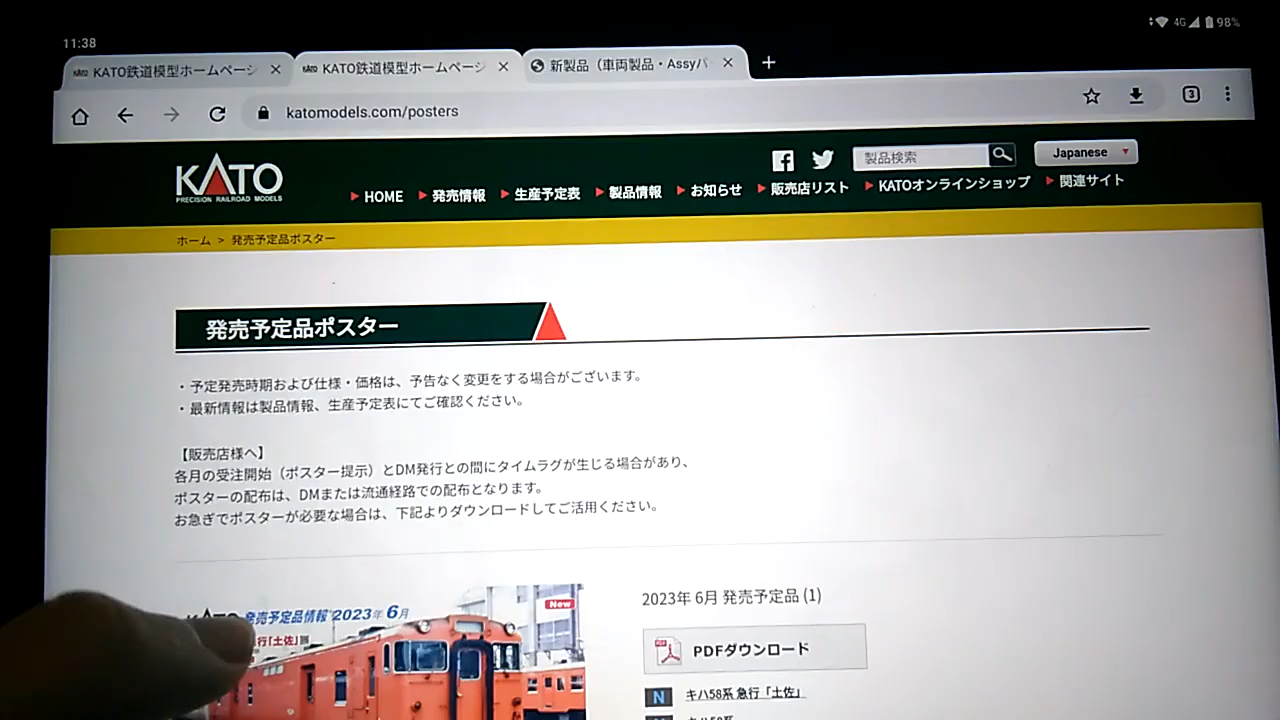 11:38
4G 98%
KATO鉄道模型ホームページ
KATO鉄道模型ホームページ
新製品（車両製品・Assyパ
katomodels.com/posters
3
KATO
PRECISION RAILROAD MODELS
製品検索
Japanese
HOME
発売情報
生産予定表
製品情報
お知らせ
販売店リスト
KATOオンラインショップ
関連サイト
ホーム > 発売予定品ポスター
発売予定品ポスター
・予定発売時期および仕様・価格は、予告なく変更をする場合がございます。
・最新情報は製品情報、生産予定表にてご確認ください。
【販売店様へ】
各月の受注開始（ポスター提示）とDM発行との間にタイムラグが生じる場合があり、
ポスターの配布は、DMまたは流通経路での配布となります。
お急ぎでポスターが必要な場合は、下記よりダウンロードしてご活用ください。
発売予定品情報 2023年 6月
New
急行「土佐」
2023年 6月 発売予定品 (1)
PDFダウンロード
N キハ58系 急行「土佐」